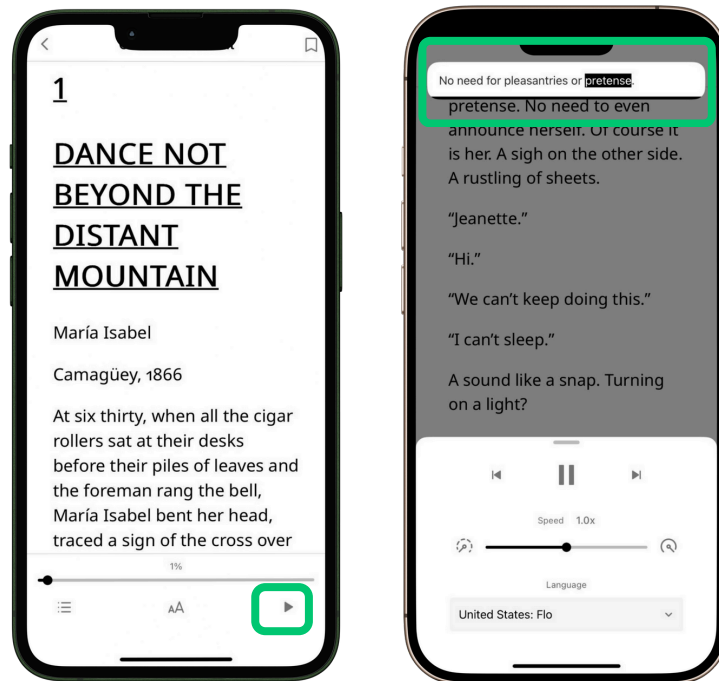 1
DANCE NOT
BEYOND THE
DISTANT
MOUNTAIN
María Isabel
Camagüey, 1866
At six thirty, when all the cigar
rollers sat at their desks
before their piles of leaves and
the foreman rang the bell,
María Isabel bent her head,
traced a sign of the cross over
1%
AA
No need for pleasantries or pretense.
pretense. No need to even
announce herself. Of course it
is her. A sigh on the other side.
A rustling of sheets.
“Jeanette.”
“Hi.”
“We can’t keep doing this.”
“I can’t sleep.”
A sound like a snap. Turning
on a light?
Speed 1.0x
Language
United States: Flo